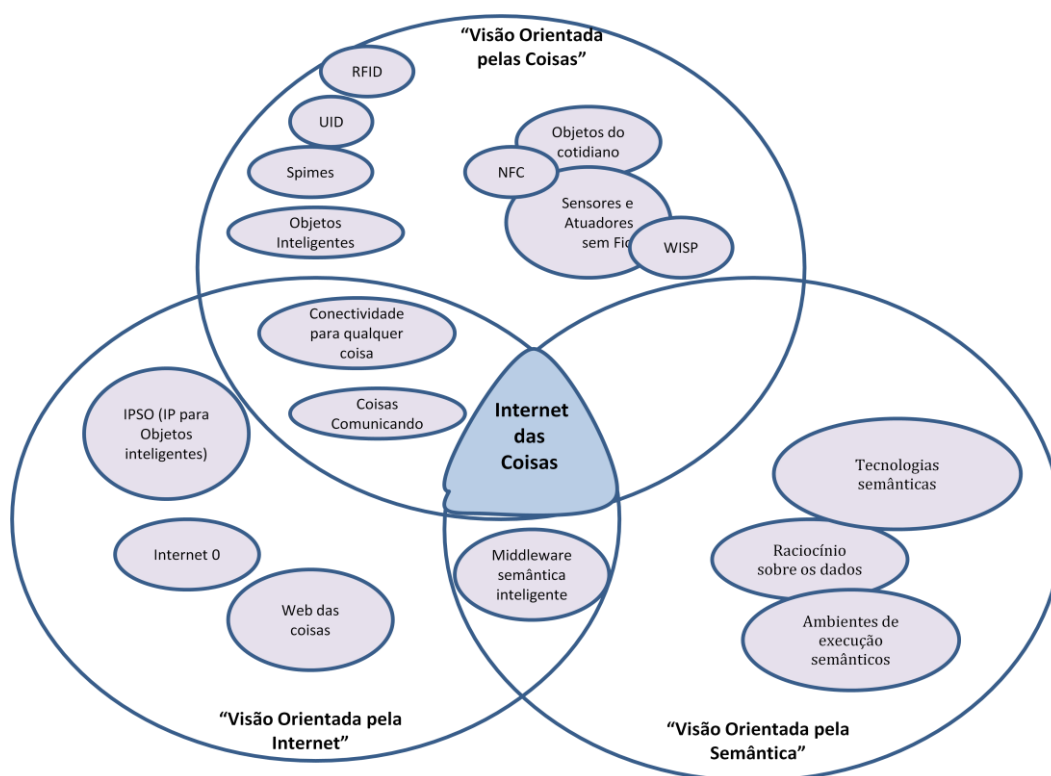 “Visão Orientada
pelas Coisas”
RFID
UID
Spimes
Objetos
Inteligentes
Objetos do
cotidiano
NFC
Sensores e
Atuadores
sem Fio
WISP
Conectividade
para qualquer
coisa
Coisas
Comunicando
Internet
das
Coisas
IPSO (IP para
Objetos
inteligentes)
Internet 0
Web das
coisas
Middleware
semântica
inteligente
Tecnologias
semânticas
Raciocínio
sobre os dados
Ambientes de
execução
semânticos
“Visão Orientada pela
Internet”
“Visão Orientada pela
Semântica”